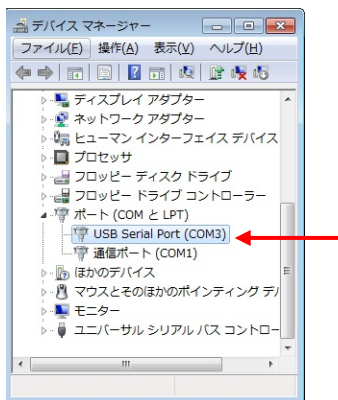 デバイス マネージャー
ファイル(F) 操作(A) 表示(V) ヘルプ(H)
ディスプレイ アダプター
ネットワーク アダプター
ヒューマン インターフェイス デバイス
プロセッサ
フロッピー ディスク ドライブ
フロッピー ドライブ コントローラー
ポート (COM と LPT)
USB Serial Port (COM3)
通信ポート (COM1)
ほかのデバイス
マウスとそのほかのポインティング デ
モニター
ユニバーサル シリアル バス コントロー